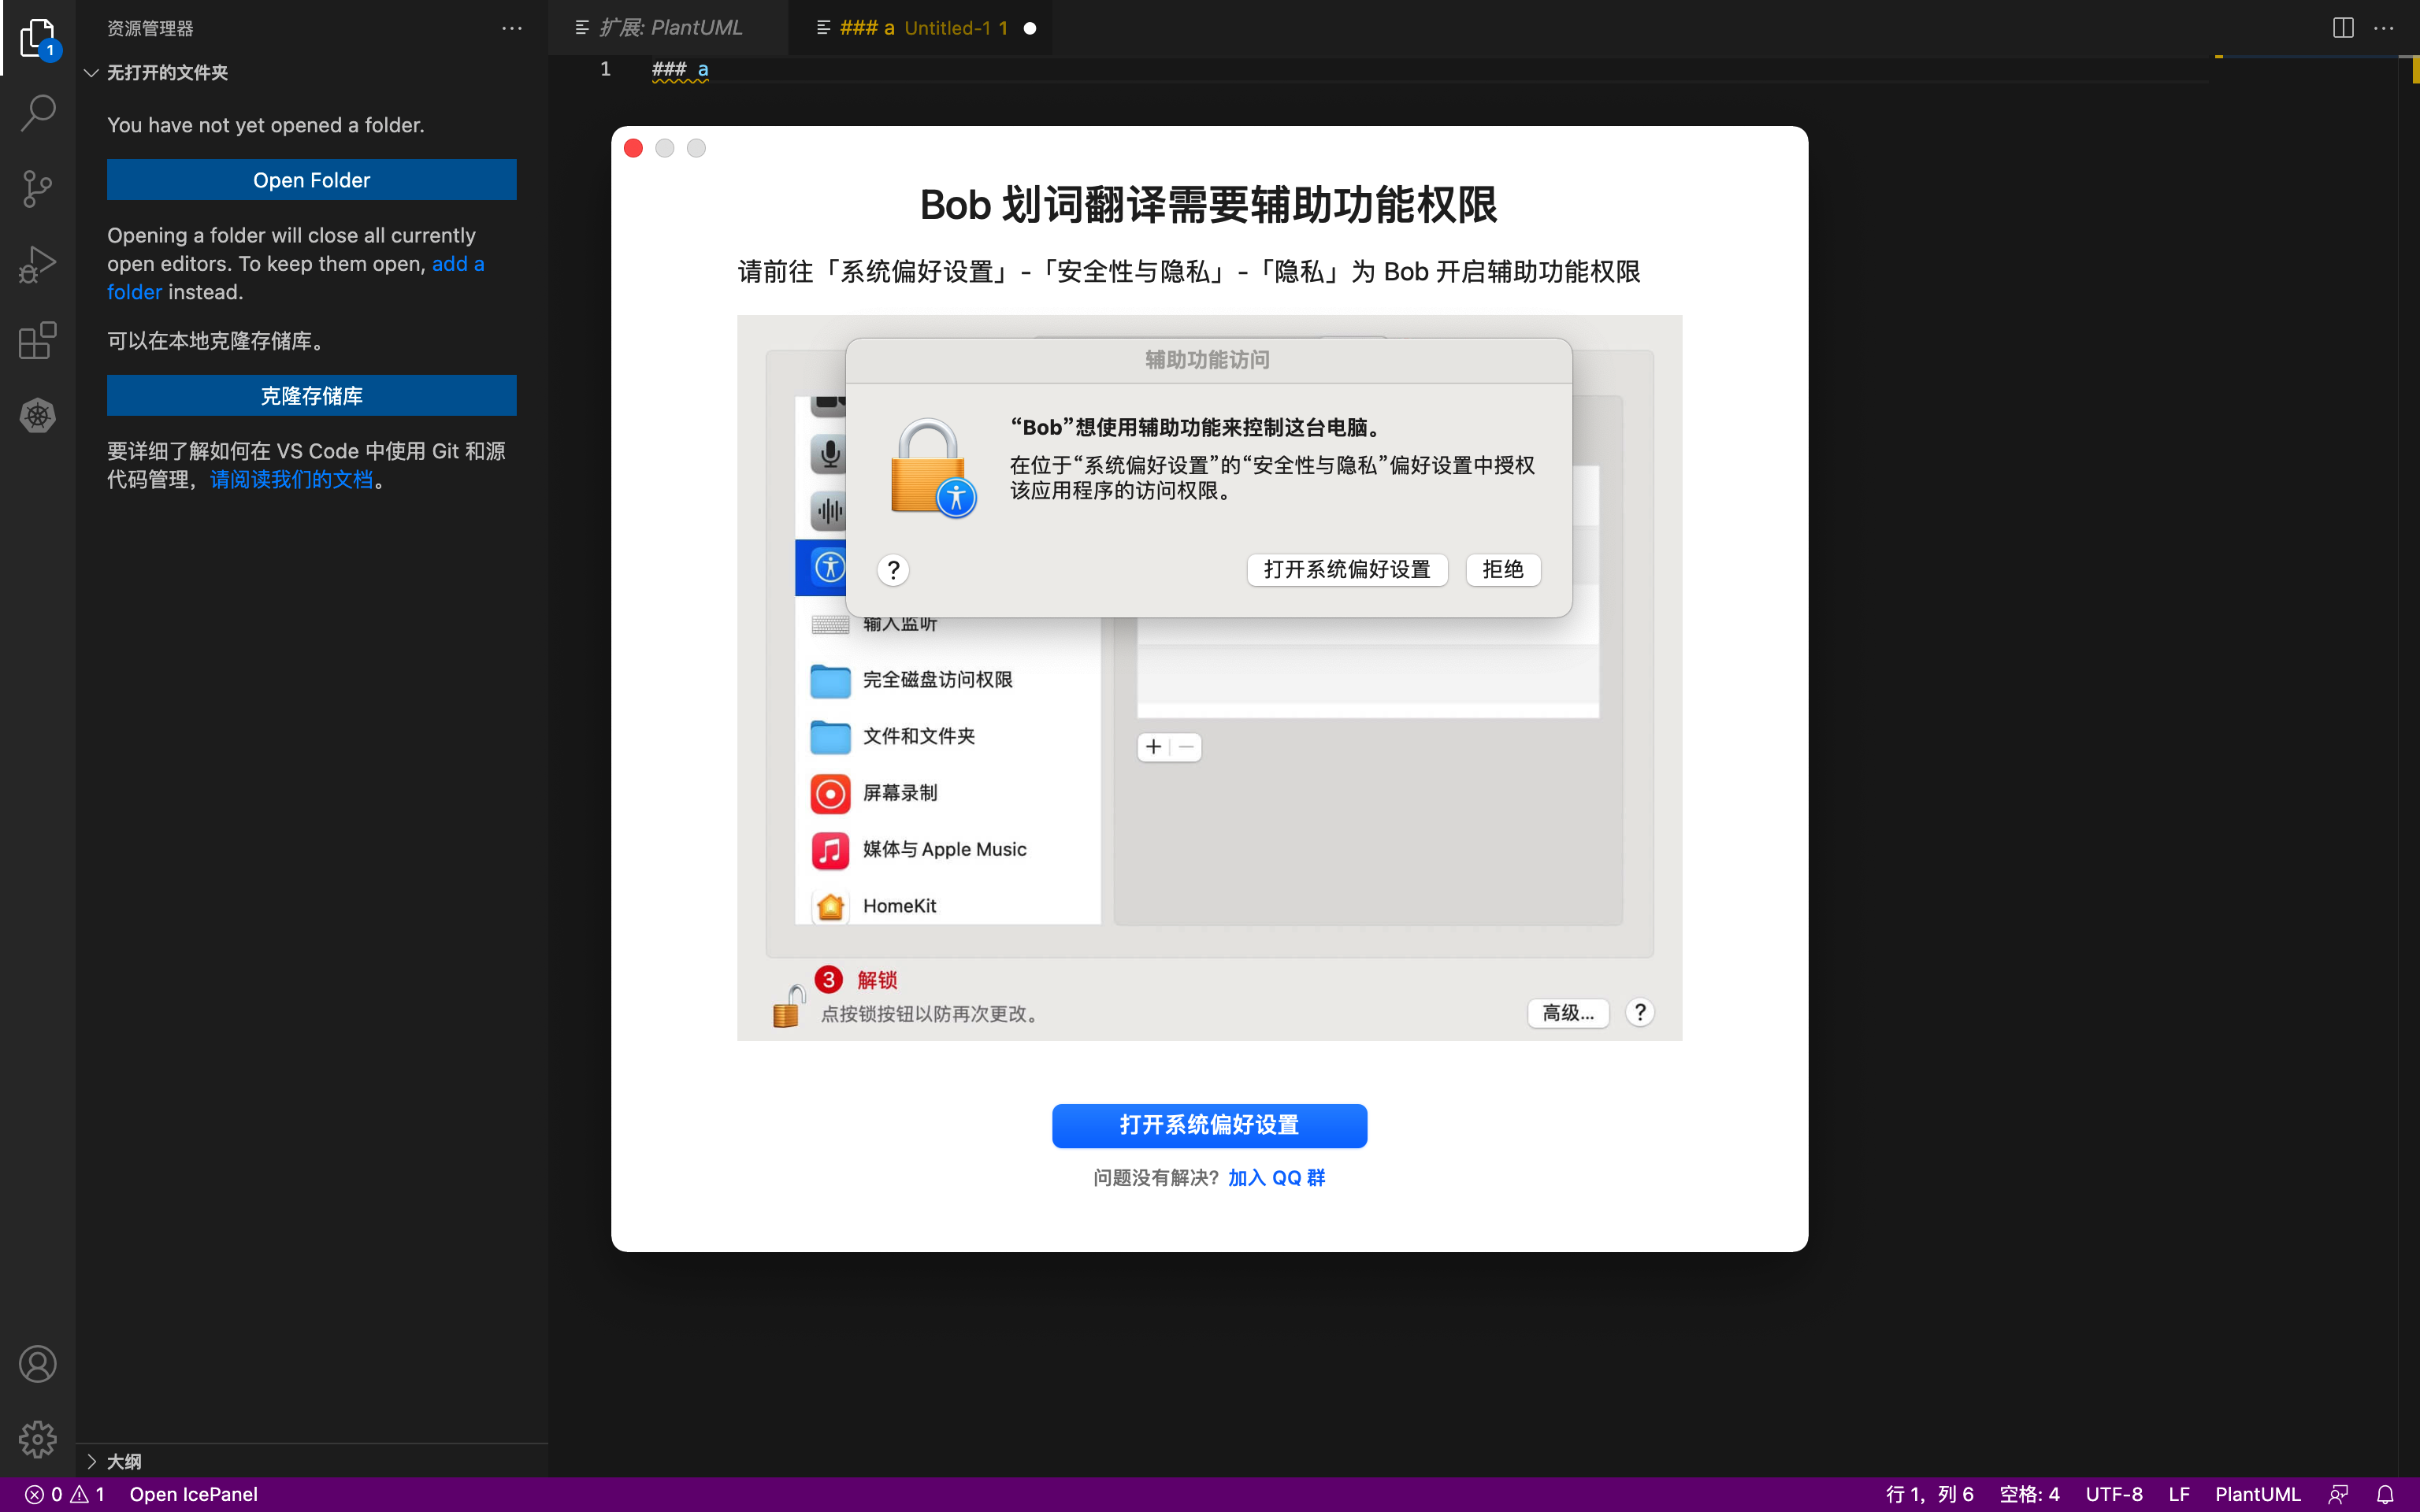 资源管理器
扩展: PlantUML
### a Untitled-1 1
1
无打开的文件夹
You have not yet opened a folder.
Open Folder
Opening a folder will close all currently
open editors. To keep them open, add a
folder instead.
可以在本地克隆存储库。
克隆存储库
要详细了解如何在 VS Code 中使用 Git 和源
代码管理，请阅读我们的文档。
大纲
1 ### a
Bob 划词翻译需要辅助功能权限
请前往「系统偏好设置」-「安全性与隐私」-「隐私」为 Bob 开启辅助功能权限
辅助功能访问
“Bob”想使用辅助功能来控制这台电脑。
在位于“系统偏好设置”的“安全性与隐私”偏好设置中授权
该应用程序的访问权限。
?
打开系统偏好设置
拒绝
输入监听
完全磁盘访问权限
文件和文件夹
屏幕录制
媒体与 Apple Music
HomeKit
3 解锁
点按锁按钮以防再次更改。
高级...
?
打开系统偏好设置
问题没有解决? 加入 QQ 群
0 1 Open IcePanel
行 1，列 6 空格: 4 UTF-8 LF PlantUML